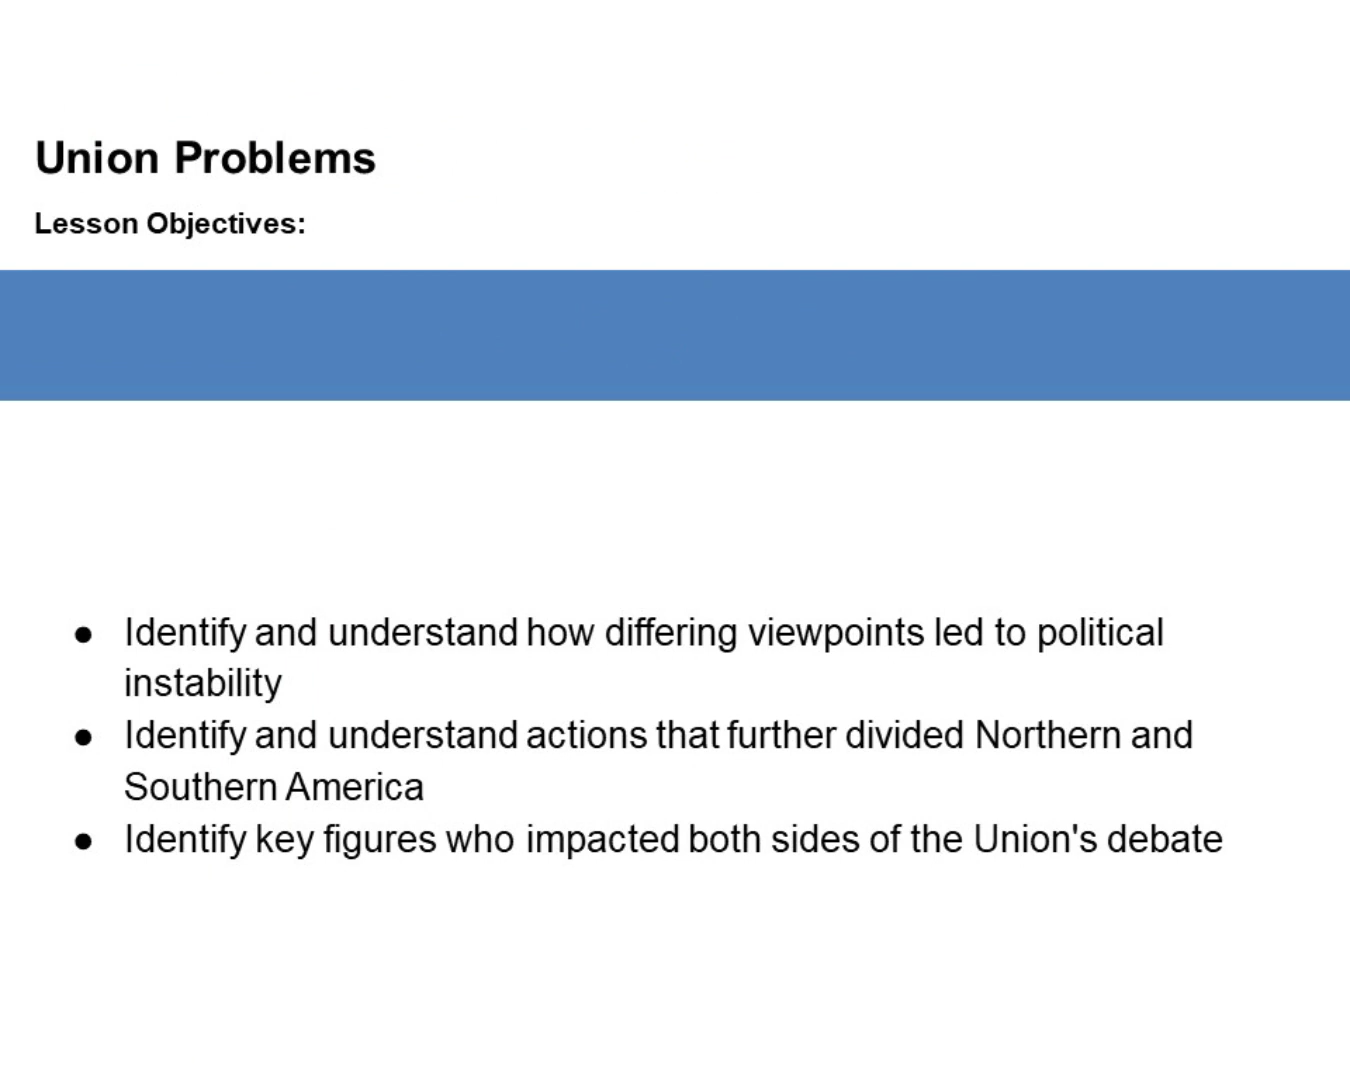 Union Problems
Lesson Objectives:
● Identify and understand how differing viewpoints led to political
instability
● Identify and understand actions that further divided Northern and
Southern America
● Identify key figures who impacted both sides of the Union's debate